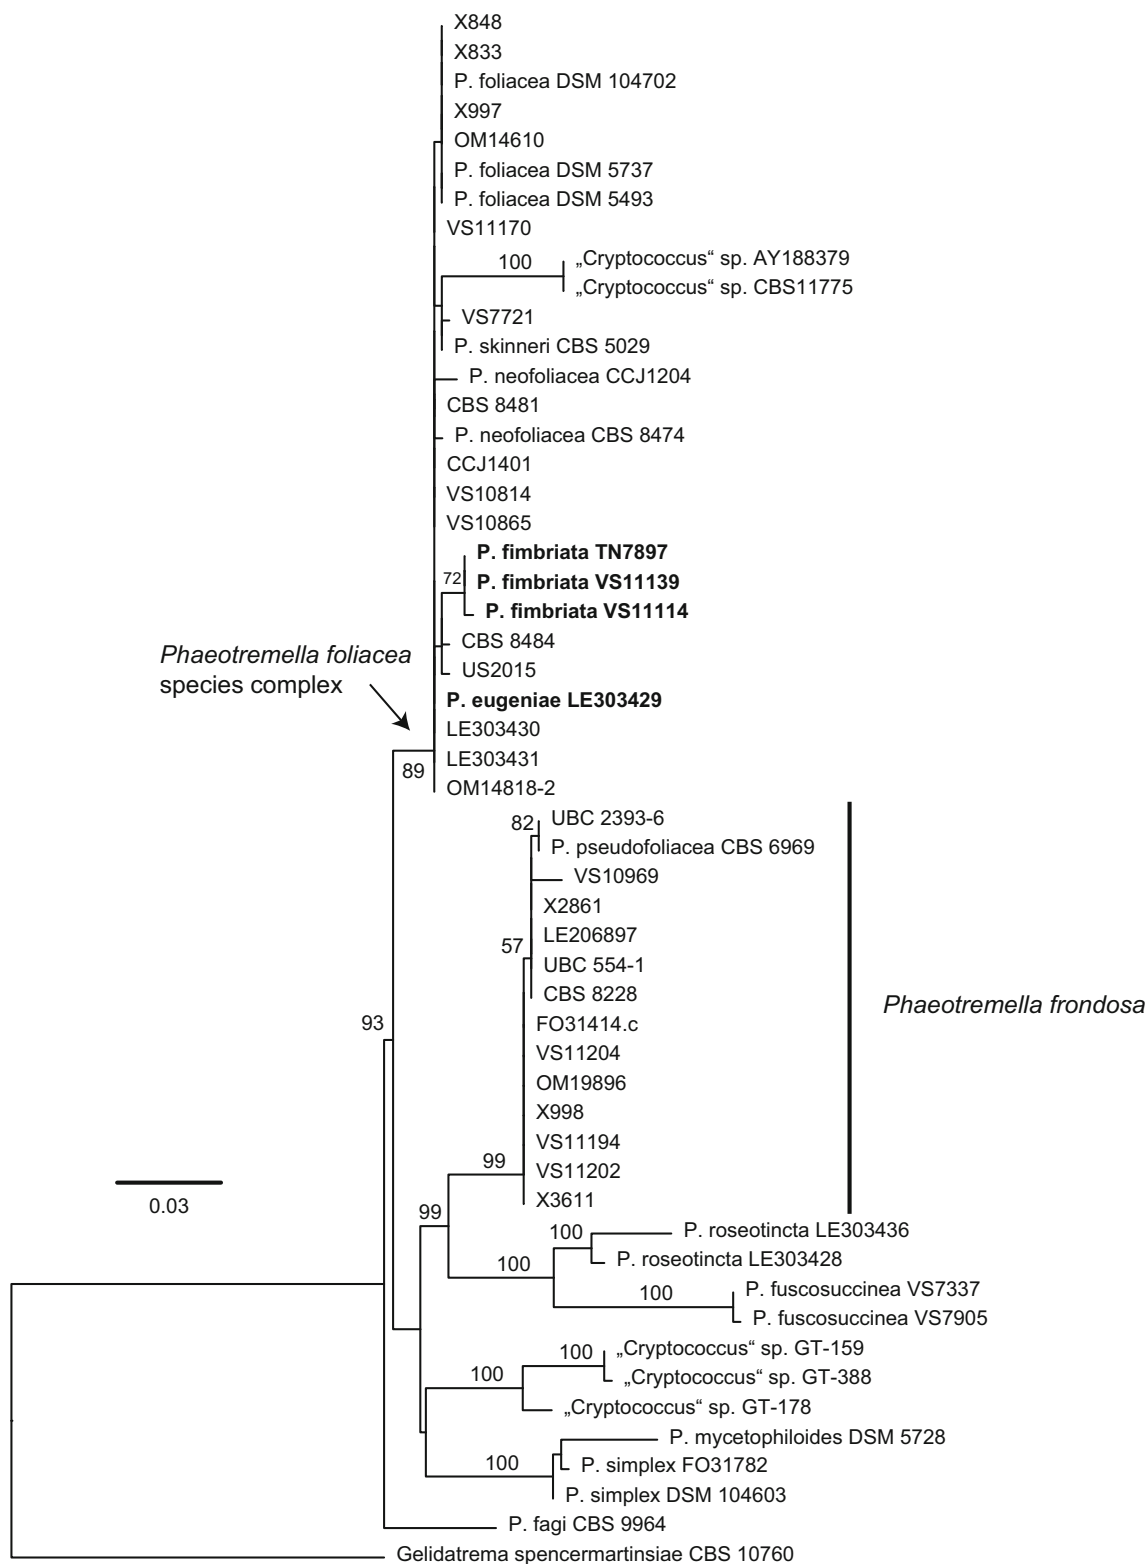 X848
X833
P. foliacea DSM 104702
X997
OM14610
P. foliacea DSM 5737
P. foliacea DSM 5493
VS11170
100
„Cryptococcus“ sp. AY188379
„Cryptococcus“ sp. CBS11775
VS7721
P. skinneri CBS 5029
P. neofoliacea CCJ1204
CBS 8481
P. neofoliacea CBS 8474
CCJ1401
VS10814
VS10865
P. fimbriata TN7897
72
P. fimbriata VS11139
P. fimbriata VS11114
CBS 8484
Phaeotremella foliacea
species complex
US2015
P. eugeniae LE303429
LE303430
LE303431
89
OM14818-2
UBC 2393-6
82
P. pseudofoliacea CBS 6969
VS10969
X2861
LE206897
57
UBC 554-1
CBS 8228
Phaeotremella frondosa
FO31414.c
93
VS11204
OM19896
X998
VS11194
99
VS11202
X3611
0.03
99
P. roseotincta LE303436
100
P. roseotincta LE303428
100
P. fuscosuccinea VS7337
100
P. fuscosuccinea VS7905
„Cryptococcus“ sp. GT-159
100
„Cryptococcus“ sp. GT-388
100
„Cryptococcus“ sp. GT-178
P. mycetophiloides DSM 5728
100
P. simplex FO31782
P. simplex DSM 104603
P. fagi CBS 9964
Gelidatrema spencermartinsiae CBS 10760